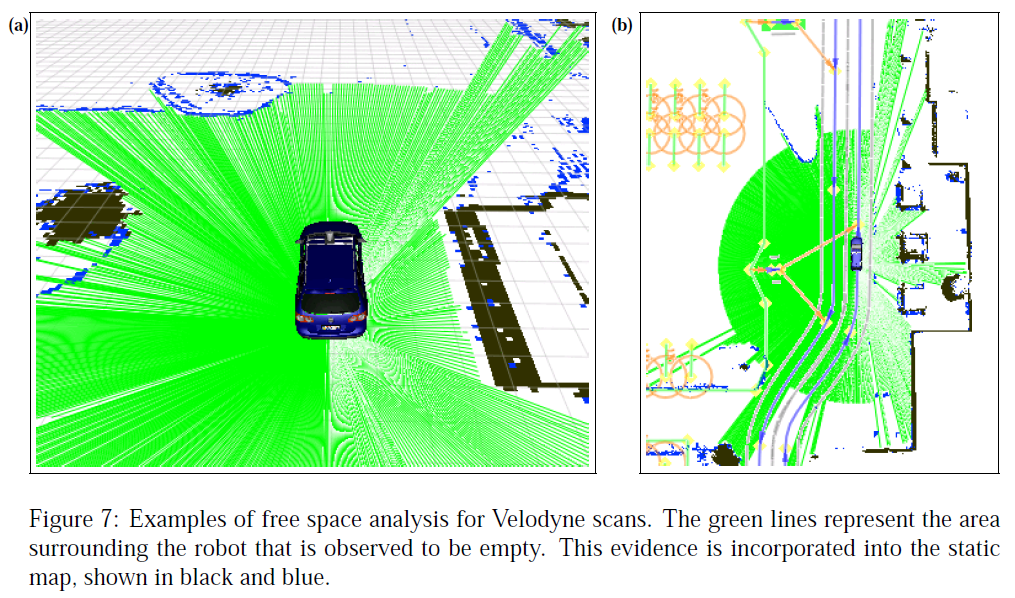 (a)
(b)
Figure 7: Examples of free space analysis for Velodyne scans. The green lines represent the area
surrounding the robot that is observed to be empty. This evidence is incorporated into the static
map, shown in black and blue.